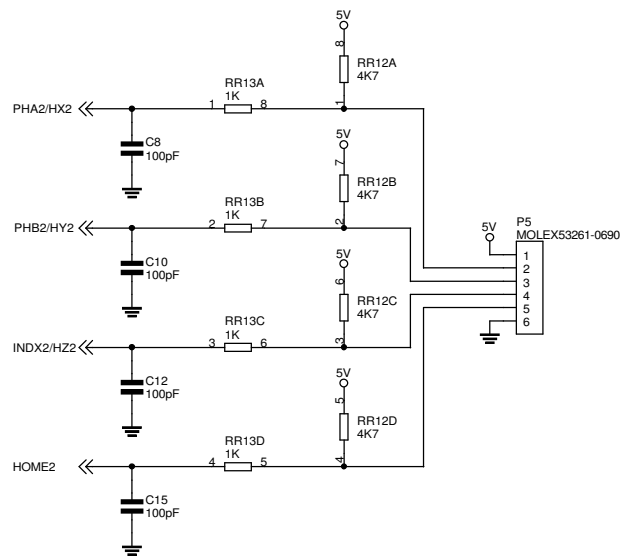 5V
8
RR12A
4K7
1
RR13A
1K
1 8
PHA2/HX2
C8
100pF
5V
7
RR12B
4K7
2
RR13B
1K
2 7
PHB2/HY2
C10
100pF
5V
6
RR12C
4K7
3
RR13C
1K
3 6
INDX2/HZ2
C12
100pF
5V
5
RR12D
4K7
4
RR13D
1K
4 5
HOME2
C15
100pF
P5
MOLEX53261-0690
5V
1
2
3
4
5
6